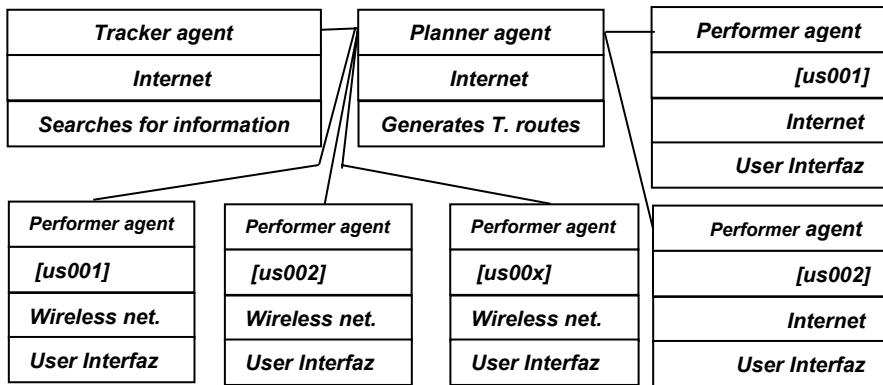 Tracker agent
Internet
Searches for information
Planner agent
Internet
Generates T. routes
Performer agent
[us001]
Internet
User Interfaz
Performer agent
[us001]
Wireless net.
User Interfaz
Performer agent
[us002]
Wireless net.
User Interfaz
Performer agent
[us00x]
Wireless net.
User Interfaz
Performer agent
[us002]
Internet
User Interfaz